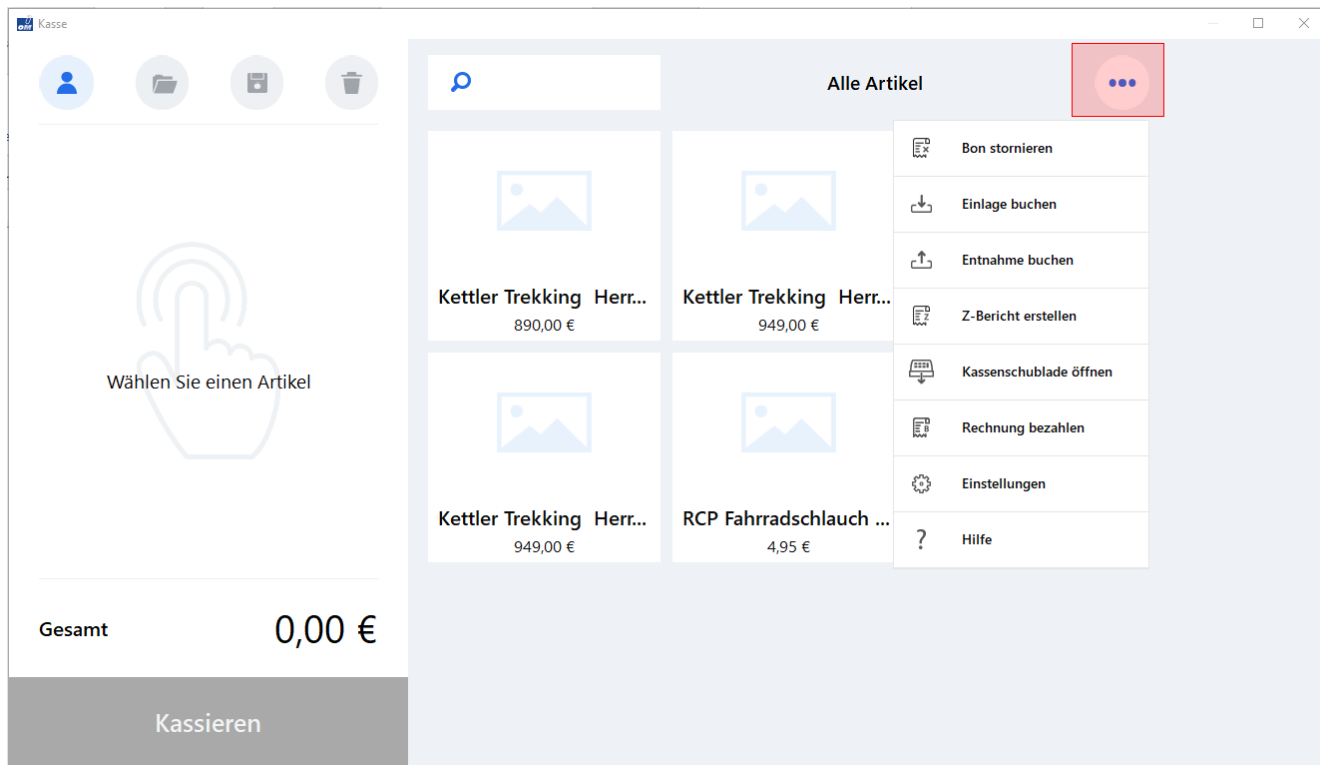 Kasse
Alle Artikel
Bon stornieren
Einlage buchen
Entnahme buchen
Z-Bericht erstellen
Kassenschublade öffnen
Rechnung bezahlen
Einstellungen
Hilfe
Kettler Trekking Herr...
890,00 €
Kettler Trekking Herr...
949,00 €
Kettler Trekking Herr...
949,00 €
RCP Fahrradschlauch ...
4,95 €
Wählen Sie einen Artikel
Gesamt
0,00 €
Kassieren